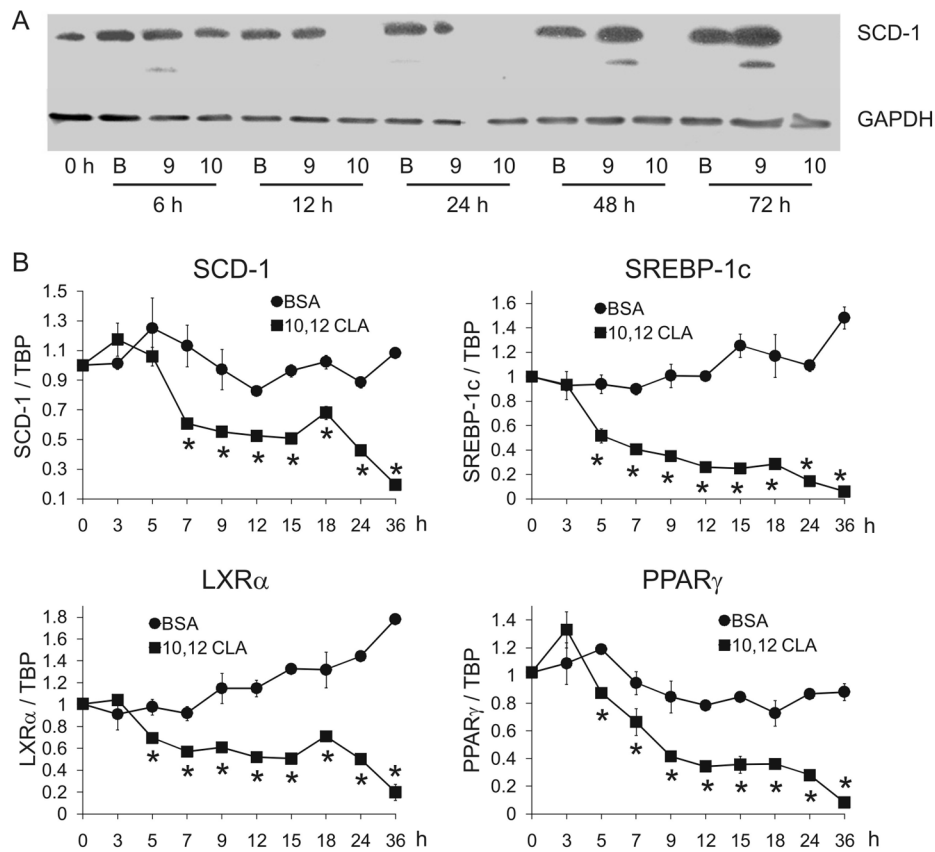 A
SCD-1
GAPDH
0 h B 9 10 B 9 10 B 9 10 B 9 10 B 9 10
6 h 12 h 24 h 48 h 72 h
B
SCD-1
SCD-1 / TBP
1.5
1.3
1.1
0.9
0.7
0.5
0.3
0.1
BSA
10,12 CLA
* * * * * * *
0 3 5 7 9 12 15 18 24 36 h
SREBP-1c
SREBP-1c / TBP
1.6
1.4
1.2
1
0.8
0.6
0.4
0.2
0
BSA
10,12 CLA
* * * * * * * *
0 3 5 7 9 12 15 18 24 36 h
LXRα
LXRα / TBP
1.8
1.4
1.2
1
0.8
0.6
0.4
0.2
0
BSA
10,12 CLA
* * * * * * * *
0 3 5 7 9 12 15 18 24 36 h
PPARγ
PPARγ / TBP
1.4
1.2
1
0.8
0.6
0.4
0.2
0
BSA
10,12 CLA
* * * * * * * *
0 3 5 7 9 12 15 18 24 36 h